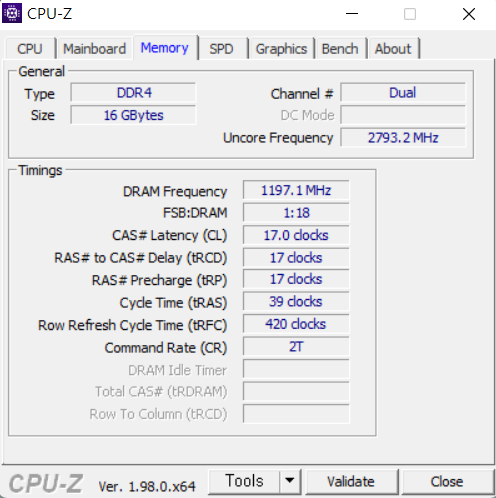 CPU-Z
CPU Mainboard Memory SPD Graphics Bench About
General
Type DDR4 Channel # Dual
Size 16 GBytes DC Mode
Uncore Frequency 2793.2 MHz
Timings
DRAM Frequency 1197.1 MHz
FSB:DRAM 1:18
CAS# Latency (CL) 17.0 clocks
RAS# to CAS# Delay (tRCD) 17 clocks
RAS# Precharge (tRP) 17 clocks
Cycle Time (tRAS) 39 clocks
Row Refresh Cycle Time (tRFC) 420 clocks
Command Rate (CR) 2T
DRAM Idle Timer
Total CAS# (tRDRAM)
Row To Column (tRCD)
CPU-Z Ver. 1.98.0.x64 Tools Validate Close